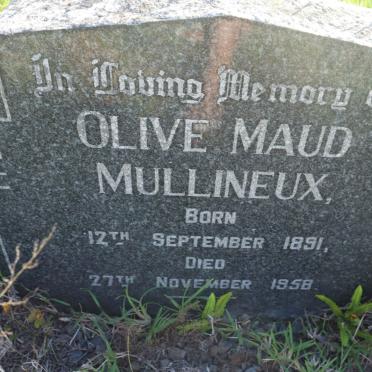 In Loving Memory o
OLIVE MAUD
MULLINEUX,
BORN
12TH SEPTEMBER 1891,
DIED
27TH NOVEMBER 1958.